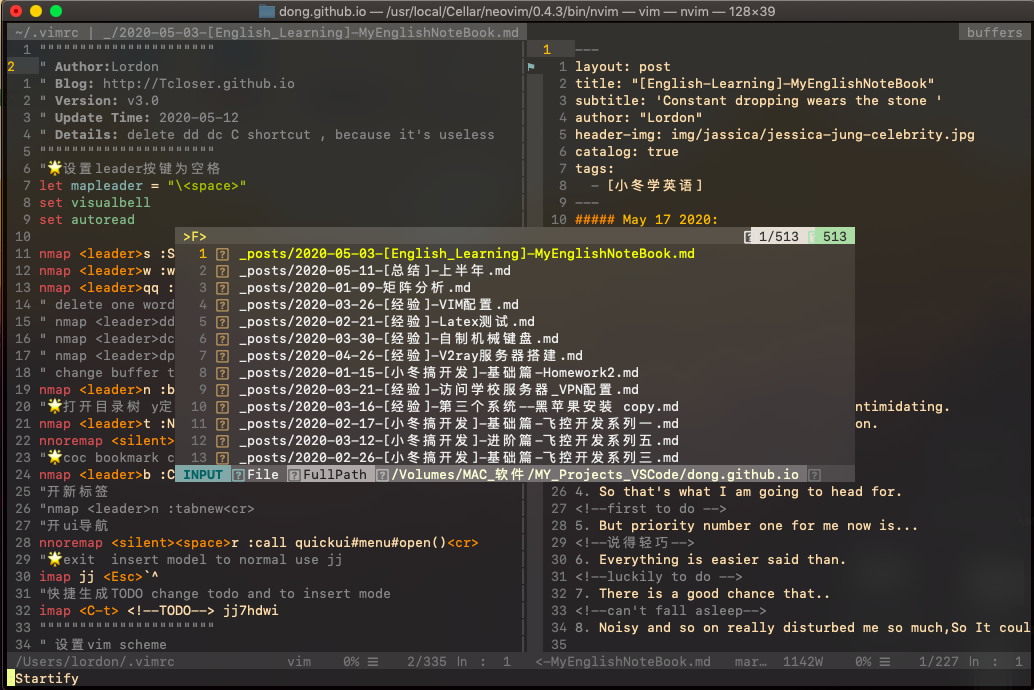 dong.github.io — /usr/local/Cellar/neovim/0.4.3/bin/nvim — vim — nvim — 128×39
~/.vimrc | _/2020-05-03-[English_Learning]-MyEnglishNoteBook.md
buffers
1 """"""""""""""""""""""
2 " Author:Lordon
1 " Blog: http://Tcloser.github.io
2 " Version: v3.0
3 " Update Time: 2020-05-12
4 " Details: delete dd dc C shortcut , because it's useless
5 """"""""""""""""""""""
6 "🌟设置leader按键为空格
7 let mapleader = "\<space>"
8 set visualbell
9 set autoread
10
11 nmap <leader>s :S
12 nmap <leader>w :w
13 nmap <leader>qq :
14 " delete one word
15 " nmap <leader>dd
16 " nmap <leader>dc
17 " nmap <leader>dp
18 " change buffer t
19 nmap <leader>n :b
20 "🌟打开目录树 y定
21 nmap <leader>t :N
22 nnoremap <silent>
23 "🌟coc bookmark c
24 nmap <leader>b :C
25 "开新标签
26 "nmap <leader>n :tabnew<cr>
27 "开ui导航
28 nnoremap <silent><space>r :call quickui#menu#open()<cr>
29 "🌟exit  insert model to normal use jj
30 imap jj <Esc>`^
31 "快捷生成TODO change todo and to insert mode
32 imap <C-t> <!--TODO--> jj7hdwi
33 """"""""""""""""""""""
34 " 设置vim scheme
/Users/lordon/.vimrc vim 0% ☰ 2/335 ln : 1
1 ---
1 layout: post
2 title: "[English-Learning]-MyEnglishNoteBook"
3 subtitle: 'Constant dropping wears the stone '
4 author: "Lordon"
5 header-img: img/jassica/jessica-jung-celebrity.jpg
6 catalog: true
7 tags:
8   - [小冬学英语]
9 ---
10 ##### May 17 2020:
>F> 1/513 513
1 ? _posts/2020-05-03-[English_Learning]-MyEnglishNoteBook.md
2 ? _posts/2020-05-11-[总结]-上半年.md
3 ? _posts/2020-01-09-矩阵分析.md
4 ? _posts/2020-03-26-[经验]-VIM配置.md
5 ? _posts/2020-02-21-[经验]-Latex测试.md
6 ? _posts/2020-03-30-[经验]-自制机械键盘.md
7 ? _posts/2020-04-26-[经验]-V2ray服务器搭建.md
8 ? _posts/2020-01-15-[小冬搞开发]-基础篇-Homework2.md
9 ? _posts/2020-03-21-[经验]-访问学校服务器_VPN配置.md
10 ? _posts/2020-03-16-[经验]-第三个系统--黑苹果安装 copy.md
11 ? _posts/2020-02-17-[小冬搞开发]-基础篇-飞控开发系列一.md
12 ? _posts/2020-03-12-[小冬搞开发]-进阶篇-飞控开发系列五.md
13 ? _posts/2020-02-26-[小冬搞开发]-基础篇-飞控开发系列三.md
INPUT ? File ? FullPath ? /Volumes/MAC_软件/MY_Projects_VSCode/dong.github.io ?
ntimidating.
on.
26 4. So that's what I am going to head for.
27 <!--first to do -->
28 5. But priority number one for me now is...
29 <!--说得轻巧-->
30 6. Everything is easier said than.
31 <!--luckily to do -->
32 7. There is a good chance that..
33 <!--can't fall asleep-->
34 8. Noisy and so on really disturbed me so much,So It coul
35
<-MyEnglishNoteBook.md mar… 1142W 0% ☰ 1/227 ln : 1
Startify